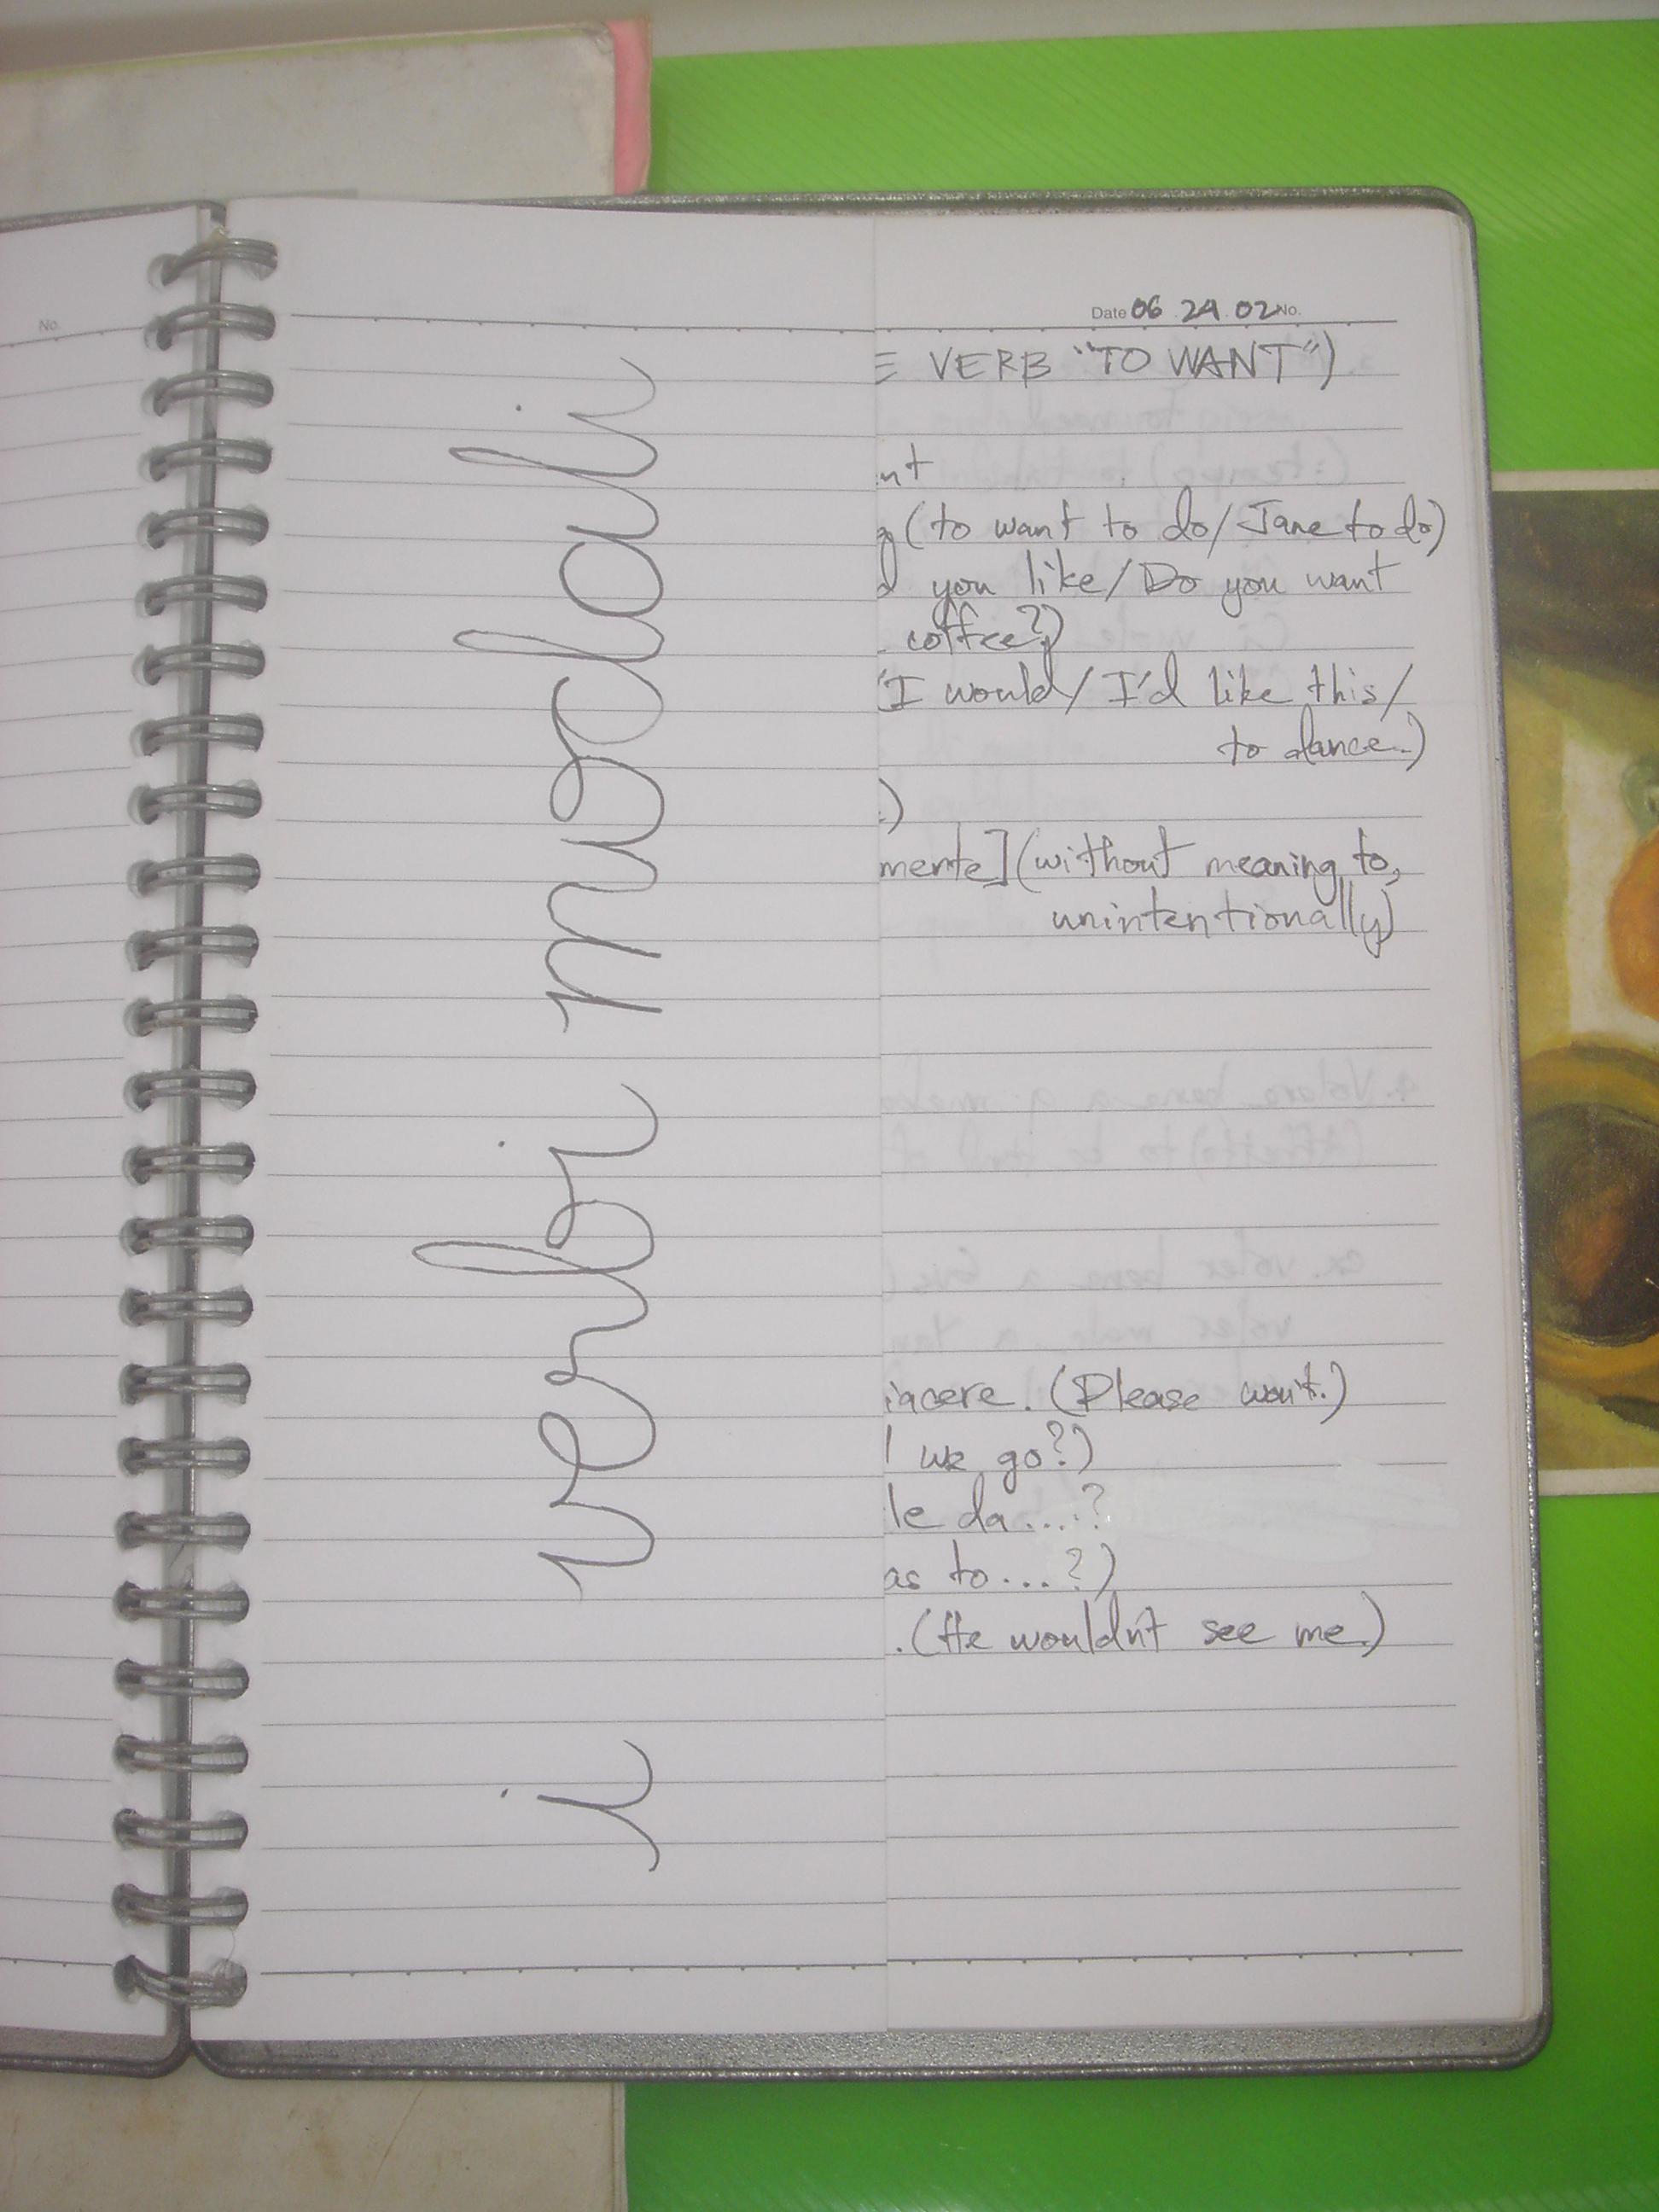 No.
i verbi modali
Date 06 24 02 No.
E VERB "TO WANT")
nt
g (to want to do/Jane to do)
d you like/Do you want
coffee?)
"I would/I'd like this/
to dance.)
.)
mente](without meaning to,
unintentionally)
iacere. (Please wait.)
l we go?)
le da....?
as to....?)
. (He wouldn't see me.)